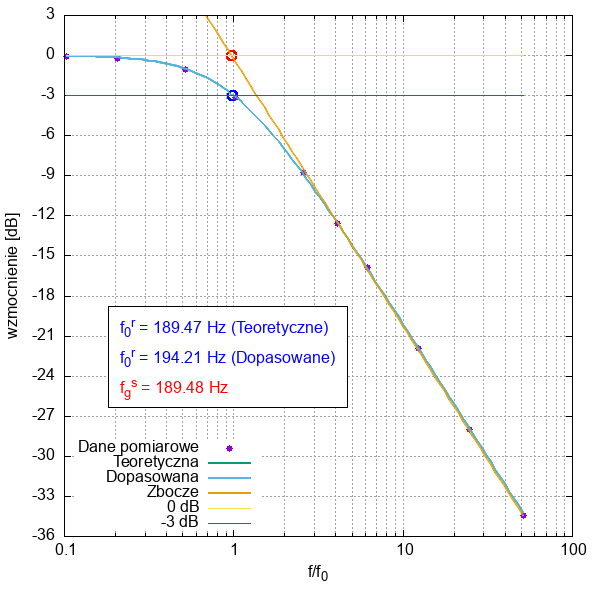 3
0
-3
-6
-9
-12
-15
-18
-21
-24
-27
-30
-33
-36
wzmocnienie [dB]
f₀ʳ = 189.47 Hz (Teoretyczne)
f₀ʳ = 194.21 Hz (Dopasowane)
f_g^s = 189.48 Hz
Dane pomiarowe
Teoretyczna
Dopasowana
Zbocze
0 dB
-3 dB
0.1 1 10 100
f/f₀